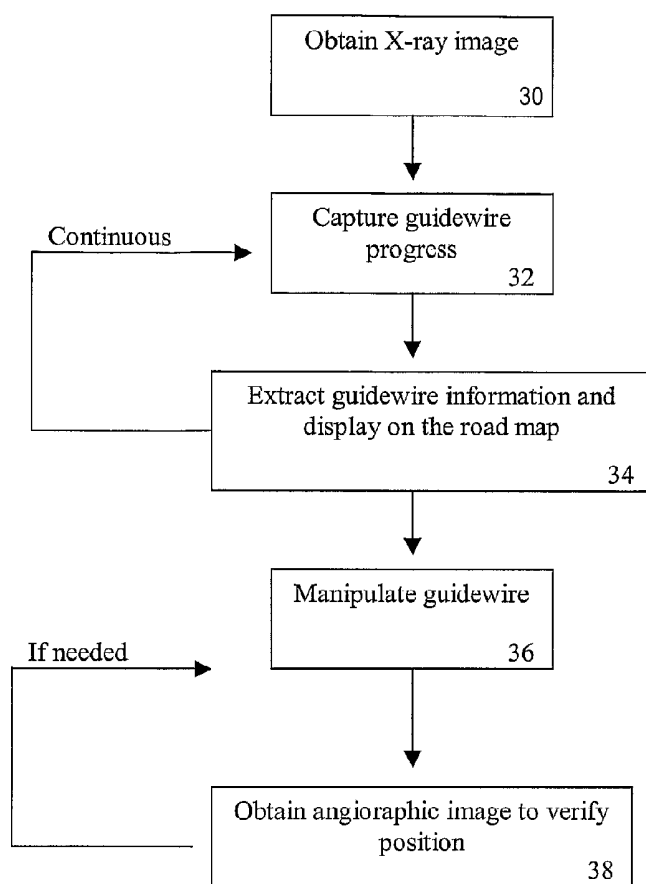 Obtain X-ray image
30
Capture guidewire
progress
32
Continuous
Extract guidewire information and
display on the road map
34
Manipulate guidewire
36
If needed
Obtain angioraphic image to verify
position
38